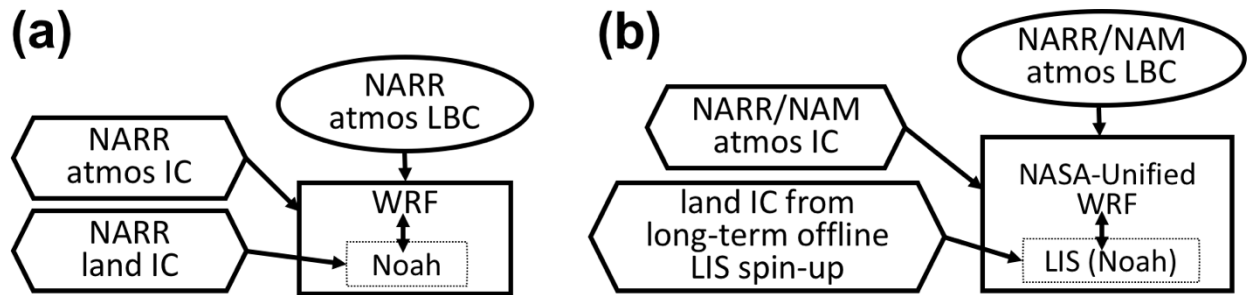 (a)
NARR
atmos LBC
NARR
atmos IC
NARR
land IC
WRF
Noah
(b)
NARR/NAM
atmos LBC
NARR/NAM
atmos IC
land IC from
long-term offline
LIS spin-up
NASA-Unified
WRF
LIS (Noah)